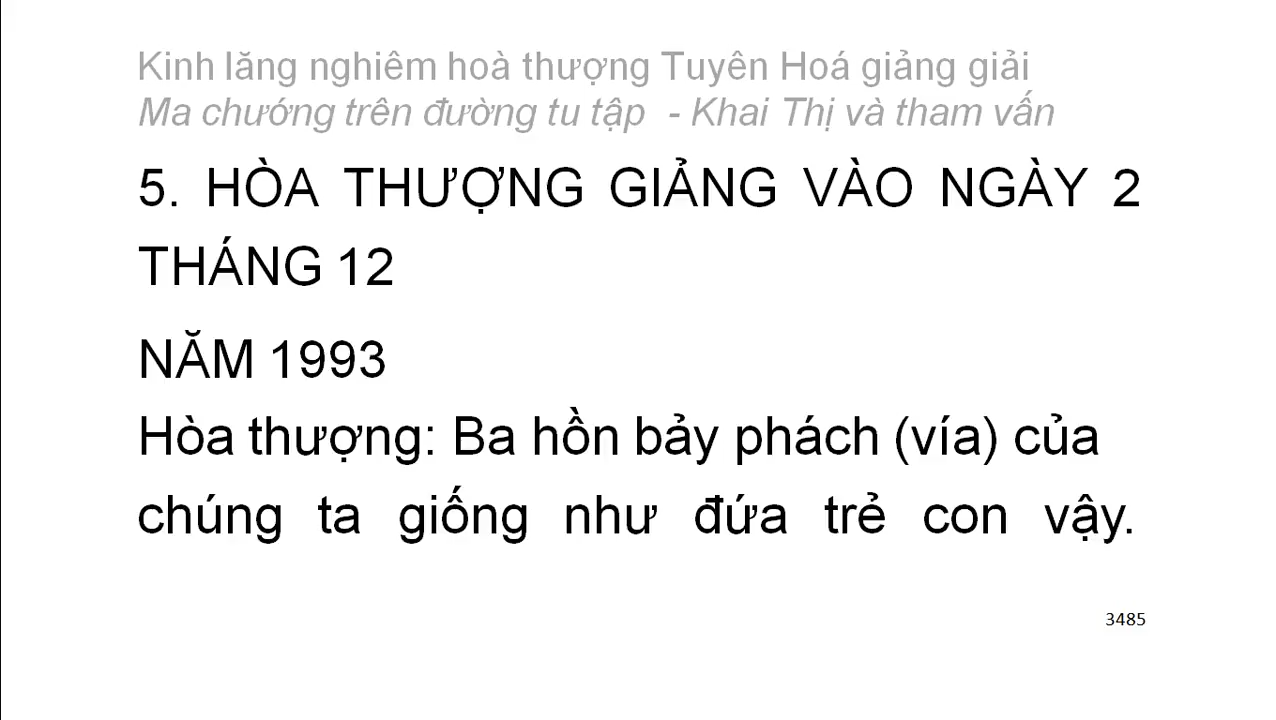 Kinh lăng nghiêm hoà thượng Tuyên Hoá giảng giải
Ma chướng trên đường tu tập - Khai Thị và tham vấn
5. HÒA THƯỢNG GIẢNG VÀO NGÀY 2
THÁNG 12
NĂM 1993
Hòa thượng: Ba hồn bảy phách (vía) của
chúng ta giống như đứa trẻ con vậy.
3485